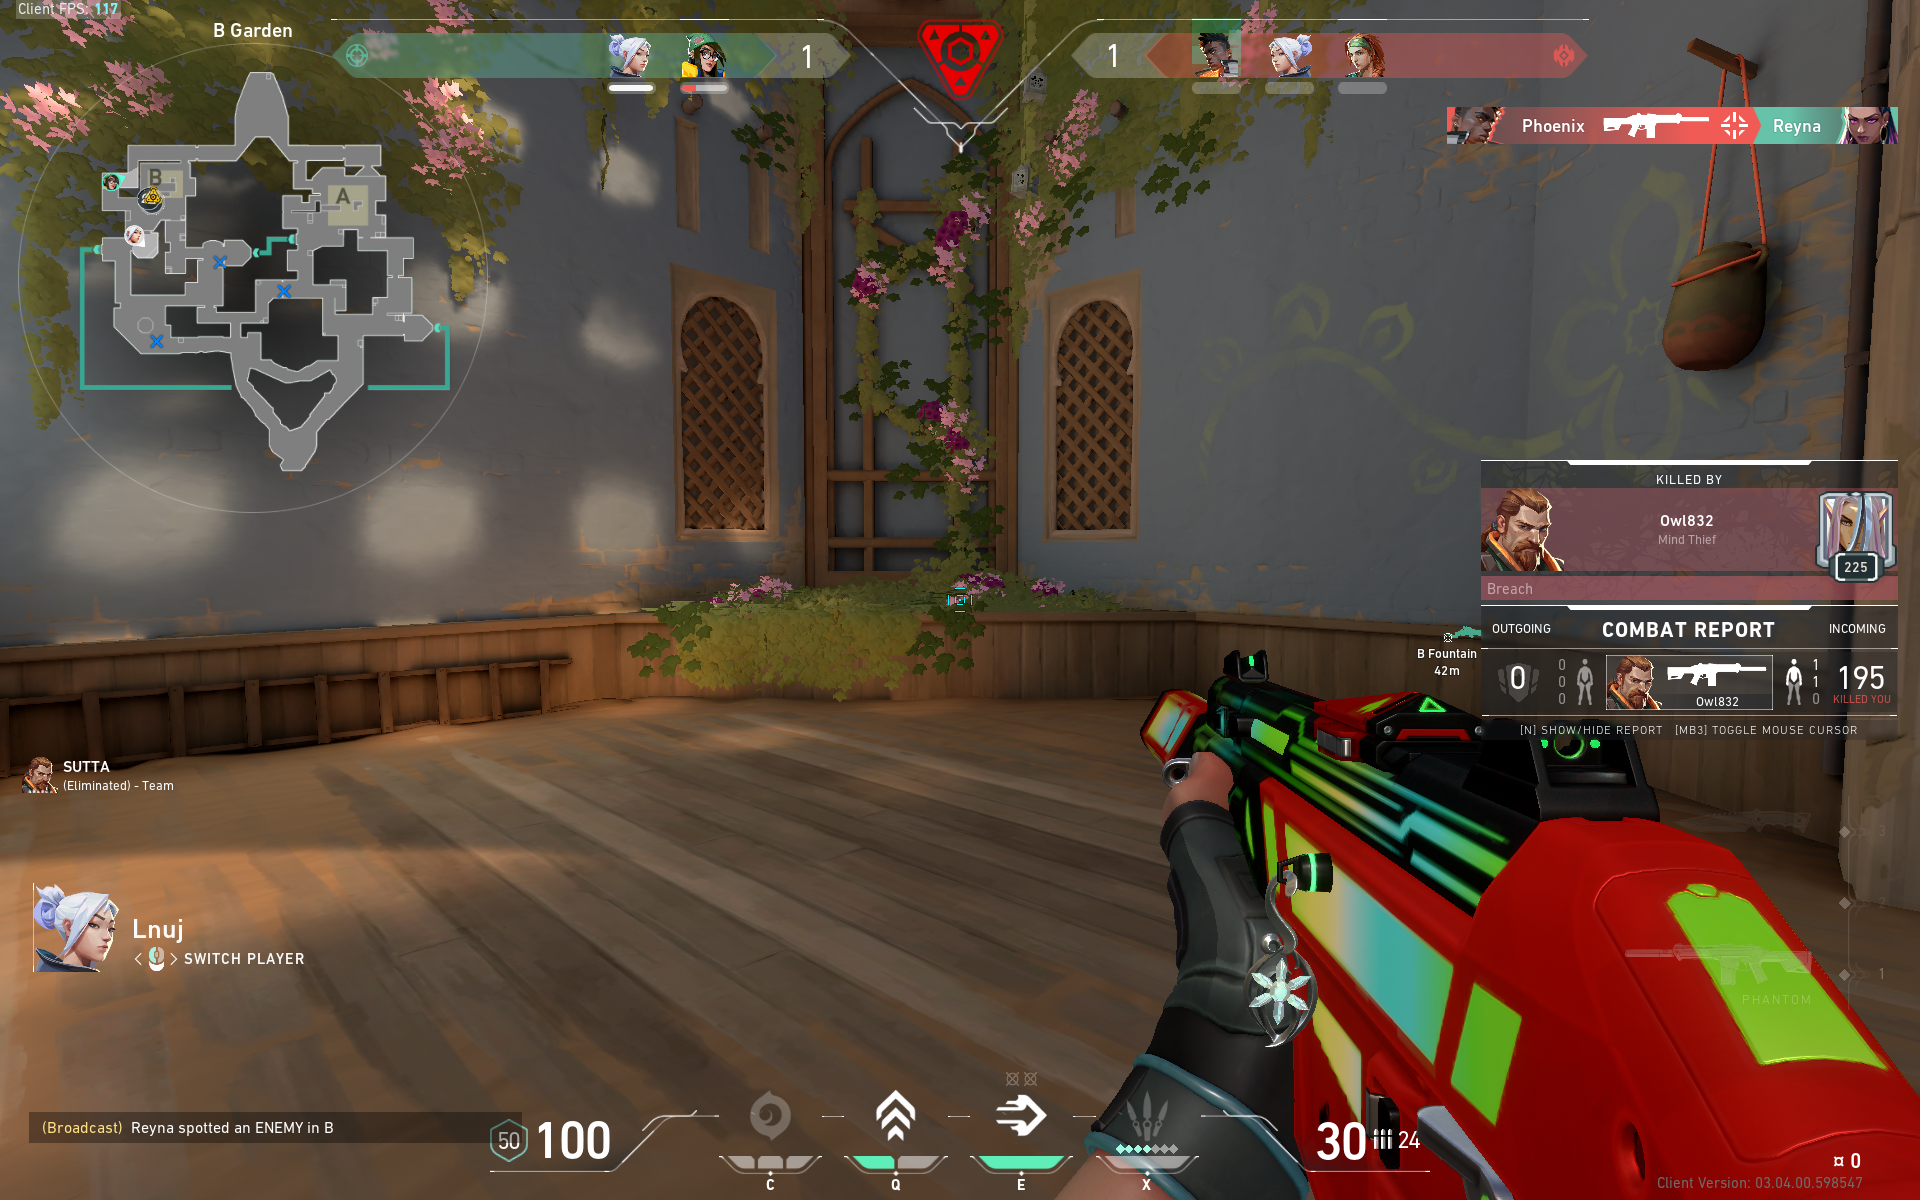 Client FPS: 117
B Garden
1
1
B
A
Phoenix
Reyna
KILLED BY
Owl832
Mind Thief
225
Breach
OUTGOING
COMBAT REPORT
INCOMING
0
0
0
0
Owl832
1
1
0
195
KILLED YOU
[N] SHOW/HIDE REPORT [MB3] TOGGLE MOUSE CURSOR
B Fountain
42m
SUTTA
(Eliminated) - Team
Lnuj
< > SWITCH PLAYER
3
2
1
PHANTOM
(Broadcast) Reyna spotted an ENEMY in B
50
100
C
Q
E
X
30
24
¤ 0
Client Version: 03.04.00.598547